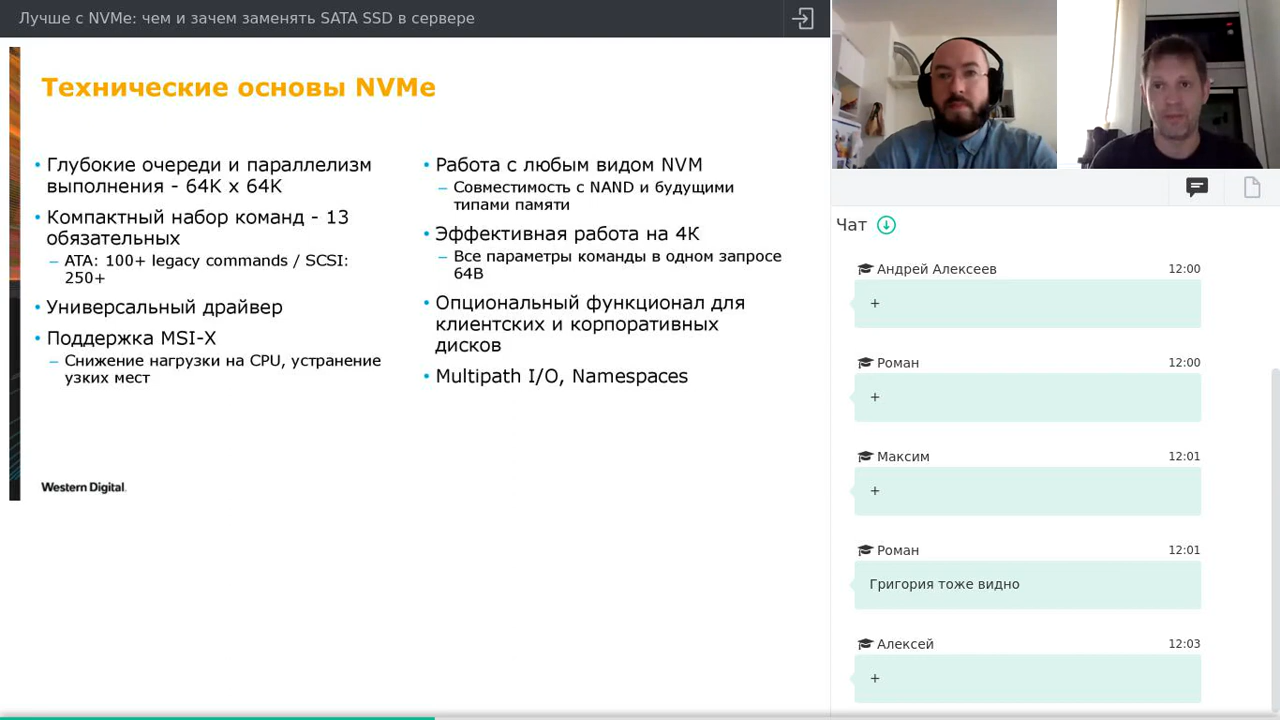 Лучше с NVMe: чем и зачем заменять SATA SSD в сервере
Технические основы NVMe
• Глубокие очереди и параллелизм
выполнения - 64K x 64K
• Компактный набор команд - 13
обязательных
– ATA: 100+ legacy commands / SCSI:
250+
• Универсальный драйвер
• Поддержка MSI-X
– Снижение нагрузки на CPU, устранение
узких мест
• Работа с любым видом NVM
– Совместимость с NAND и будущими
типами памяти
• Эффективная работа на 4К
– Все параметры команды в одном запросе
64B
• Опциональный функционал для
клиентских и корпоративных
дисков
• Multipath I/O, Namespaces
Western Digital.
Чат
Андрей Алексеев 12:00
+
Роман 12:00
+
Максим 12:01
+
Роман 12:01
Григория тоже видно
Алексей 12:03
+